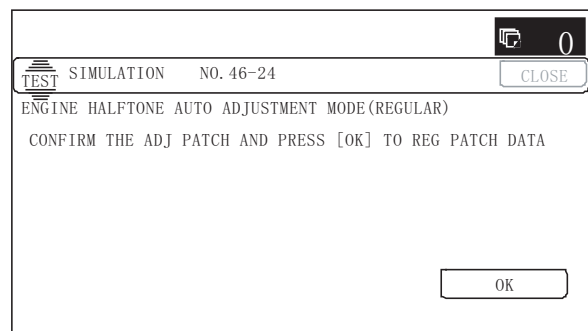 0
TEST SIMULATION NO. 46-24 CLOSE
ENGINE HALFTONE AUTO ADJUSTMENT MODE(REGULAR)
CONFIRM THE ADJ PATCH AND PRESS [OK] TO REG PATCH DATA
OK